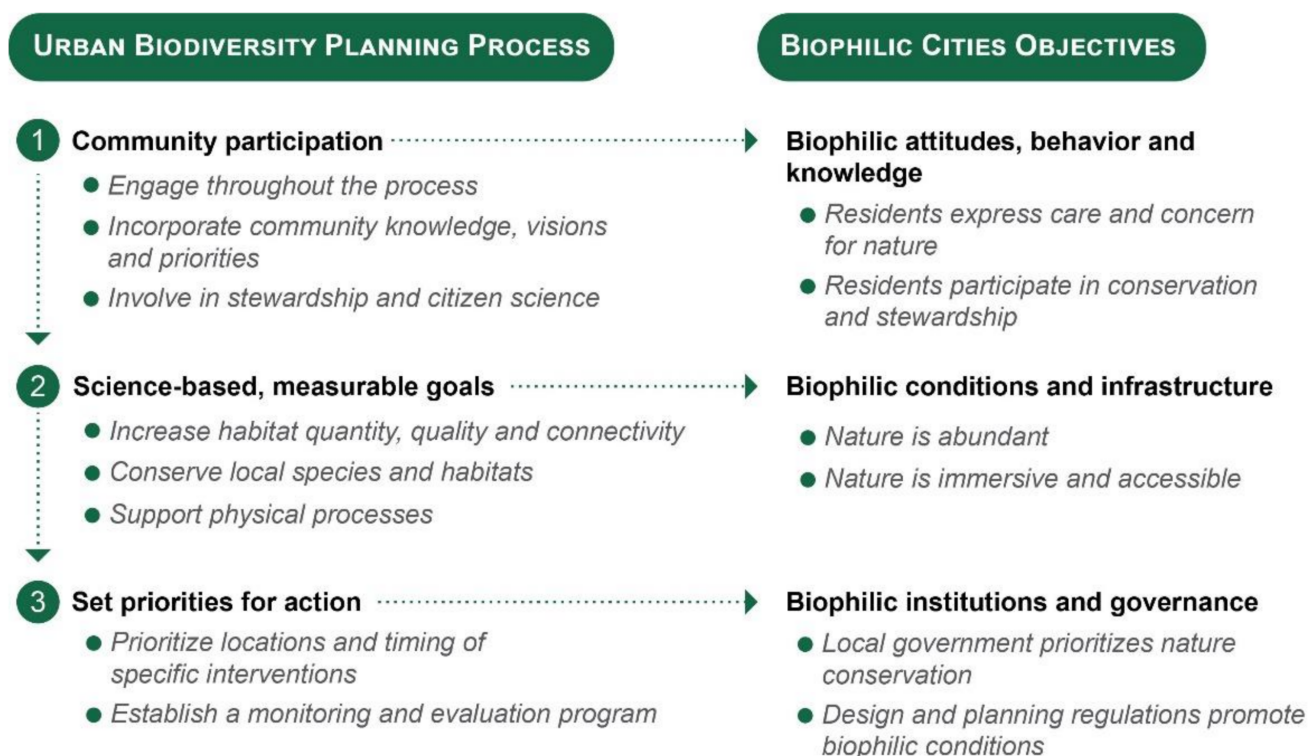 URBAN BIODIVERSITY PLANNING PROCESS
BIOPHILIC CITIES OBJECTIVES
1 Community participation
Engage throughout the process
Incorporate community knowledge, visions
and priorities
Involve in stewardship and citizen science
Biophilic attitudes, behavior and
knowledge
Residents express care and concern
for nature
Residents participate in conservation
and stewardship
2 Science-based, measurable goals
Increase habitat quantity, quality and connectivity
Conserve local species and habitats
Support physical processes
Biophilic conditions and infrastructure
Nature is abundant
Nature is immersive and accessible
3 Set priorities for action
Prioritize locations and timing of
specific interventions
Establish a monitoring and evaluation program
Biophilic institutions and governance
Local government prioritizes nature
conservation
Design and planning regulations promote
biophilic conditions